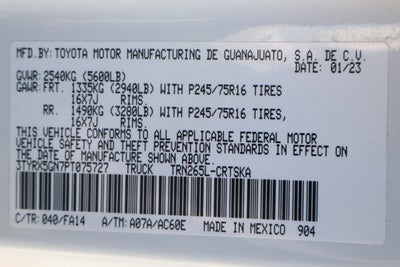 MFD.BY:TOYOTA MOTOR MANUFACTURING DE GUANAJUATO, S.A. DE C.V.
DATE: 01/23
GVWR:2540KG (5600LB)
GAWR:FRT. 1335KG (2940LB) WITH P245/75R16 TIRES
16X7J RIMS,
RR. 1490KG (3280LB) WITH P245/75R16 TIRES,
16X7J RIMS
THIS VEHICLE CONFORMS TO ALL APPLICABLE FEDERAL MOTOR
VEHICLE SAFETY AND THEFT PREVENTION STANDARDS IN EFFECT ON
THE DATE OF MANUFACTURE SHOWN ABOVE.
3TYRX5GN7PT075727 TRUCK TRN265L-CRTSKA
C/TR: 040/FA14 A/TM: A07A/AC60E MADE IN MEXICO 904